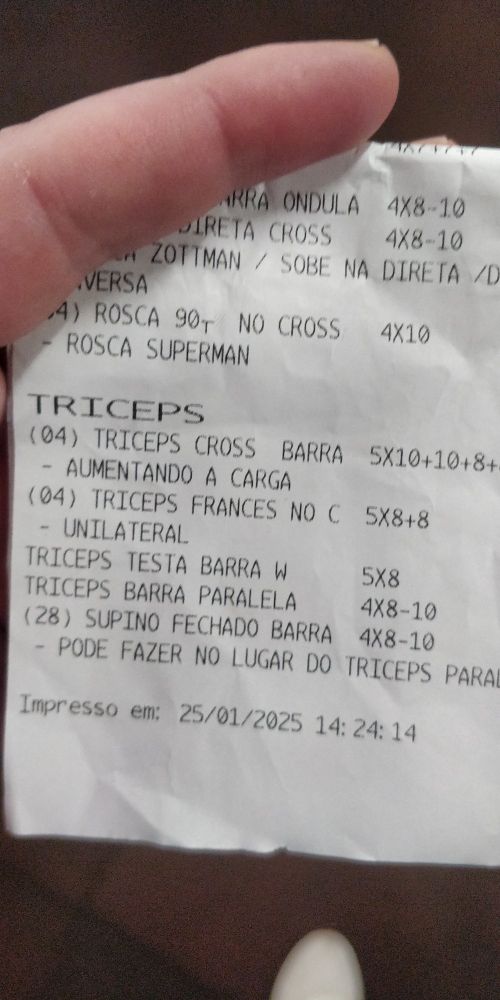 ONDULA 4X8-10
DIRETA CROSS 4X8-10
ZOTTMAN / SOBE NA DIRETA /D
VERSA
4) ROSCA 90T NO CROSS 4X10
- ROSCA SUPERMAN
TRICEPS
(04) TRICEPS CROSS BARRA 5X10+10+8+
- AUMENTANDO A CARGA
(04) TRICEPS FRANCES NO C 5X8+8
- UNILATERAL
TRICEPS TESTA BARRA W 5X8
TRICEPS BARRA PARALELA 4X8-10
(28) SUPINO FECHADO BARRA 4X8-10
- PODE FAZER NO LUGAR DO TRICEPS PARAL
Impresso em: 25/01/2025 14:24:14